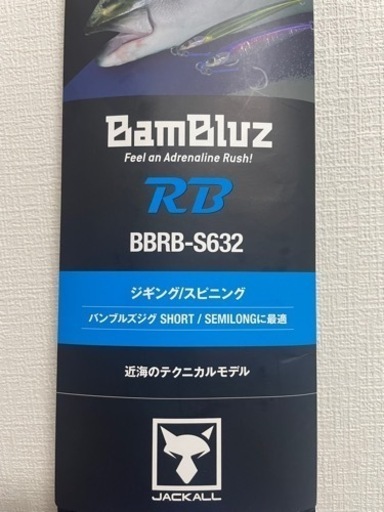 BamBluz
Feel an Adrenaline Rush!
RB
BBRB-S632
ジギング/スピニング
バンブルズジグ SHORT / SEMILONGに最適
近海のテクニカルモデル
JACKALL